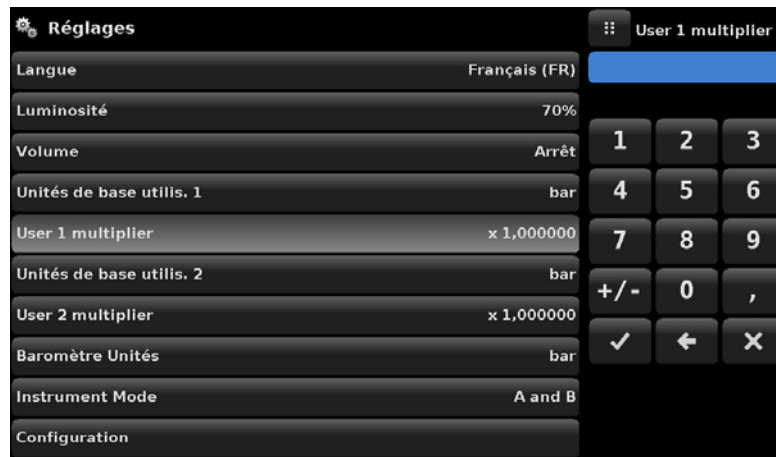 Réglages
Langue Français (FR)
Luminosité 70%
Volume Arrêt
Unités de base utilis. 1 bar
User 1 multiplier x 1,000000
Unités de base utilis. 2 bar
User 2 multiplier x 1,000000
Baromètre Unités bar
Instrument Mode A and B
Configuration
User 1 multiplier
1 2 3
4 5 6
7 8 9
+/- 0 ,